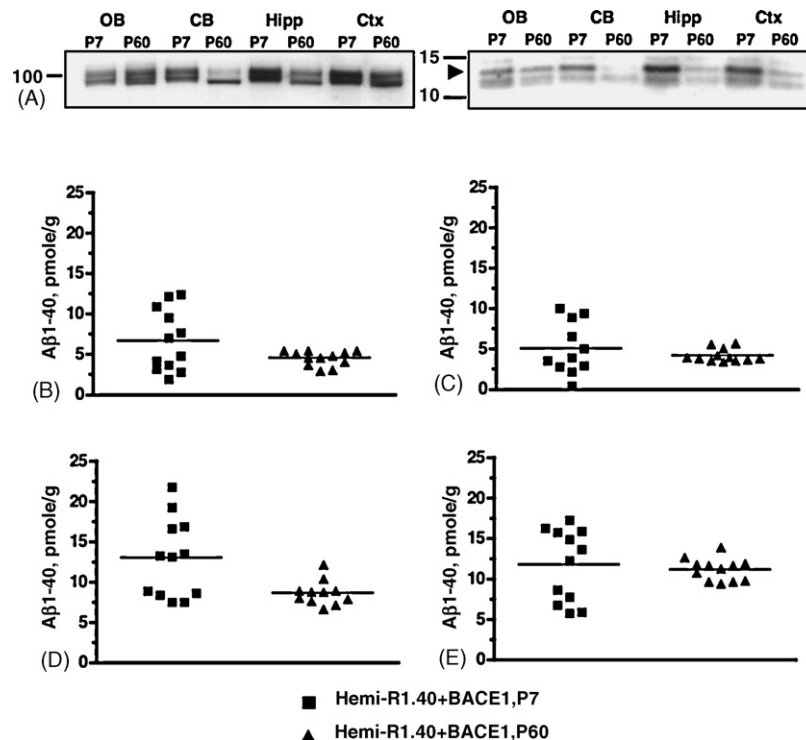 OB CB Hipp Ctx
P7 P60 P7 P60 P7 P60 P7 P60
100
(A)
OB CB Hipp Ctx
P7 P60 P7 P60 P7 P60 P7 P60
15
10
25
20
15
10
5
0
Aβ1-40, pmole/g
(B)
25
20
15
10
5
0
Aβ1-40, pmole/g
(C)
25
20
15
10
5
0
Aβ1-40, pmole/g
(D)
25
20
15
10
5
0
Aβ1-40, pmole/g
(E)
Hemi-R1.40+BACE1,P7
Hemi-R1.40+BACE1,P60